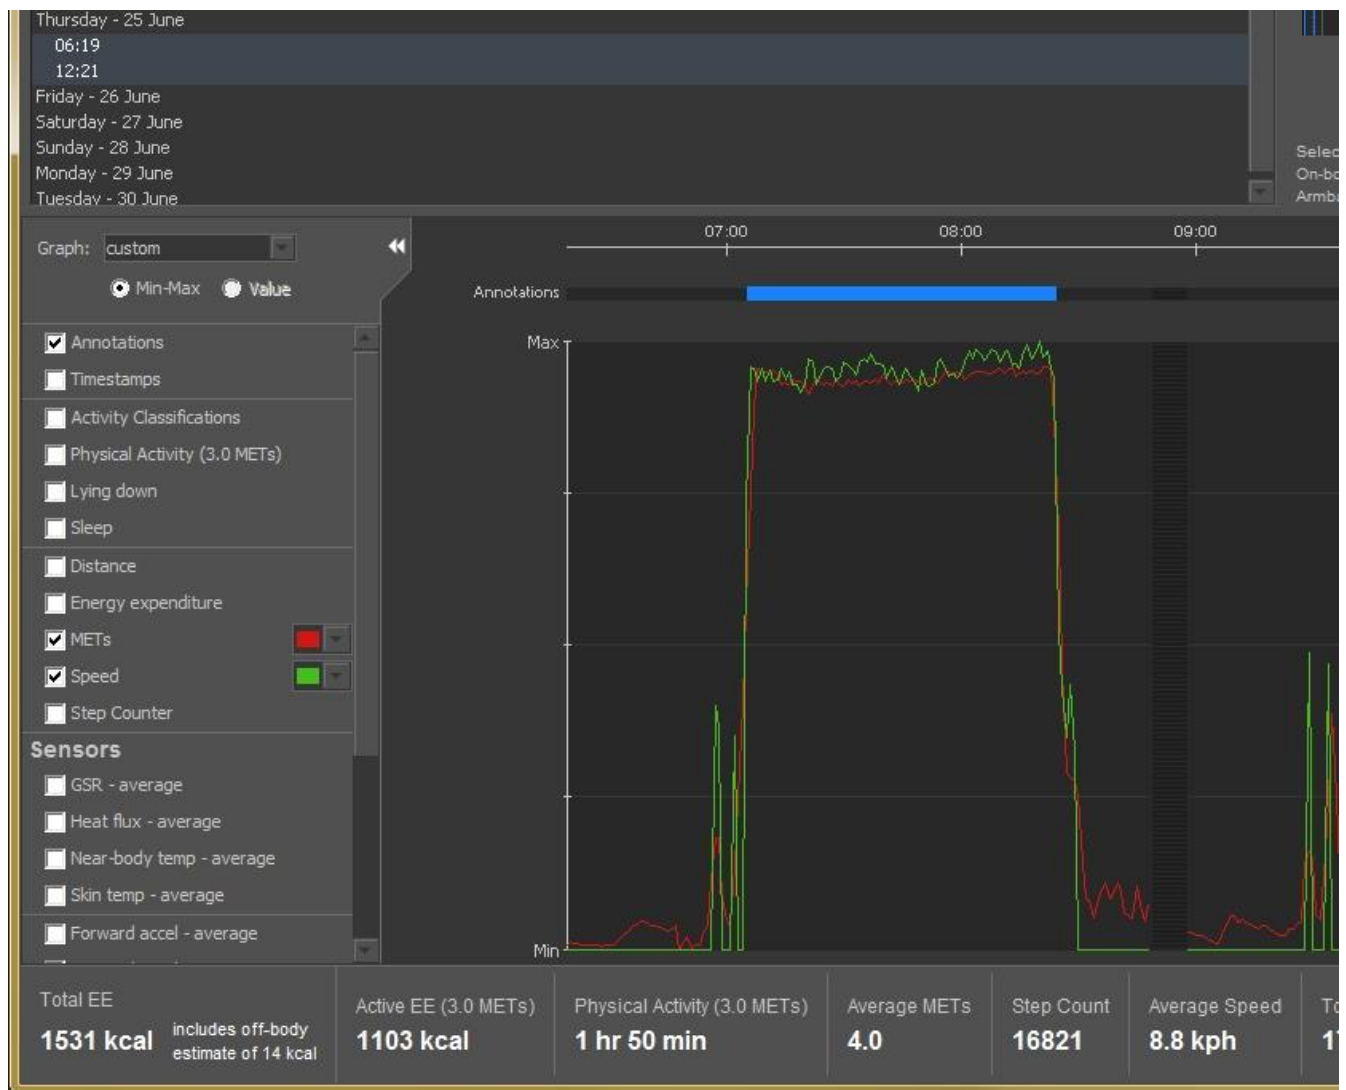 Thursday - 25 June
06:19
12:21
Friday - 26 June
Saturday - 27 June
Sunday - 28 June
Monday - 29 June
Tuesday - 30 June
Selec
On-bo
Armba
Graph: custom
Min-Max Value
07:00 08:00 09:00
Annotations
Max
Min
Annotations
Timestamps
Activity Classifications
Physical Activity (3.0 METs)
Lying down
Sleep
Distance
Energy expenditure
METs
Speed
Step Counter
Sensors
GSR - average
Heat flux - average
Near-body temp - average
Skin temp - average
Forward accel - average
Total EE
1531 kcal
includes off-body
estimate of 14 kcal
Active EE (3.0 METs)
1103 kcal
Physical Activity (3.0 METs)
1 hr 50 min
Average METs
4.0
Step Count
16821
Average Speed
8.8 kph